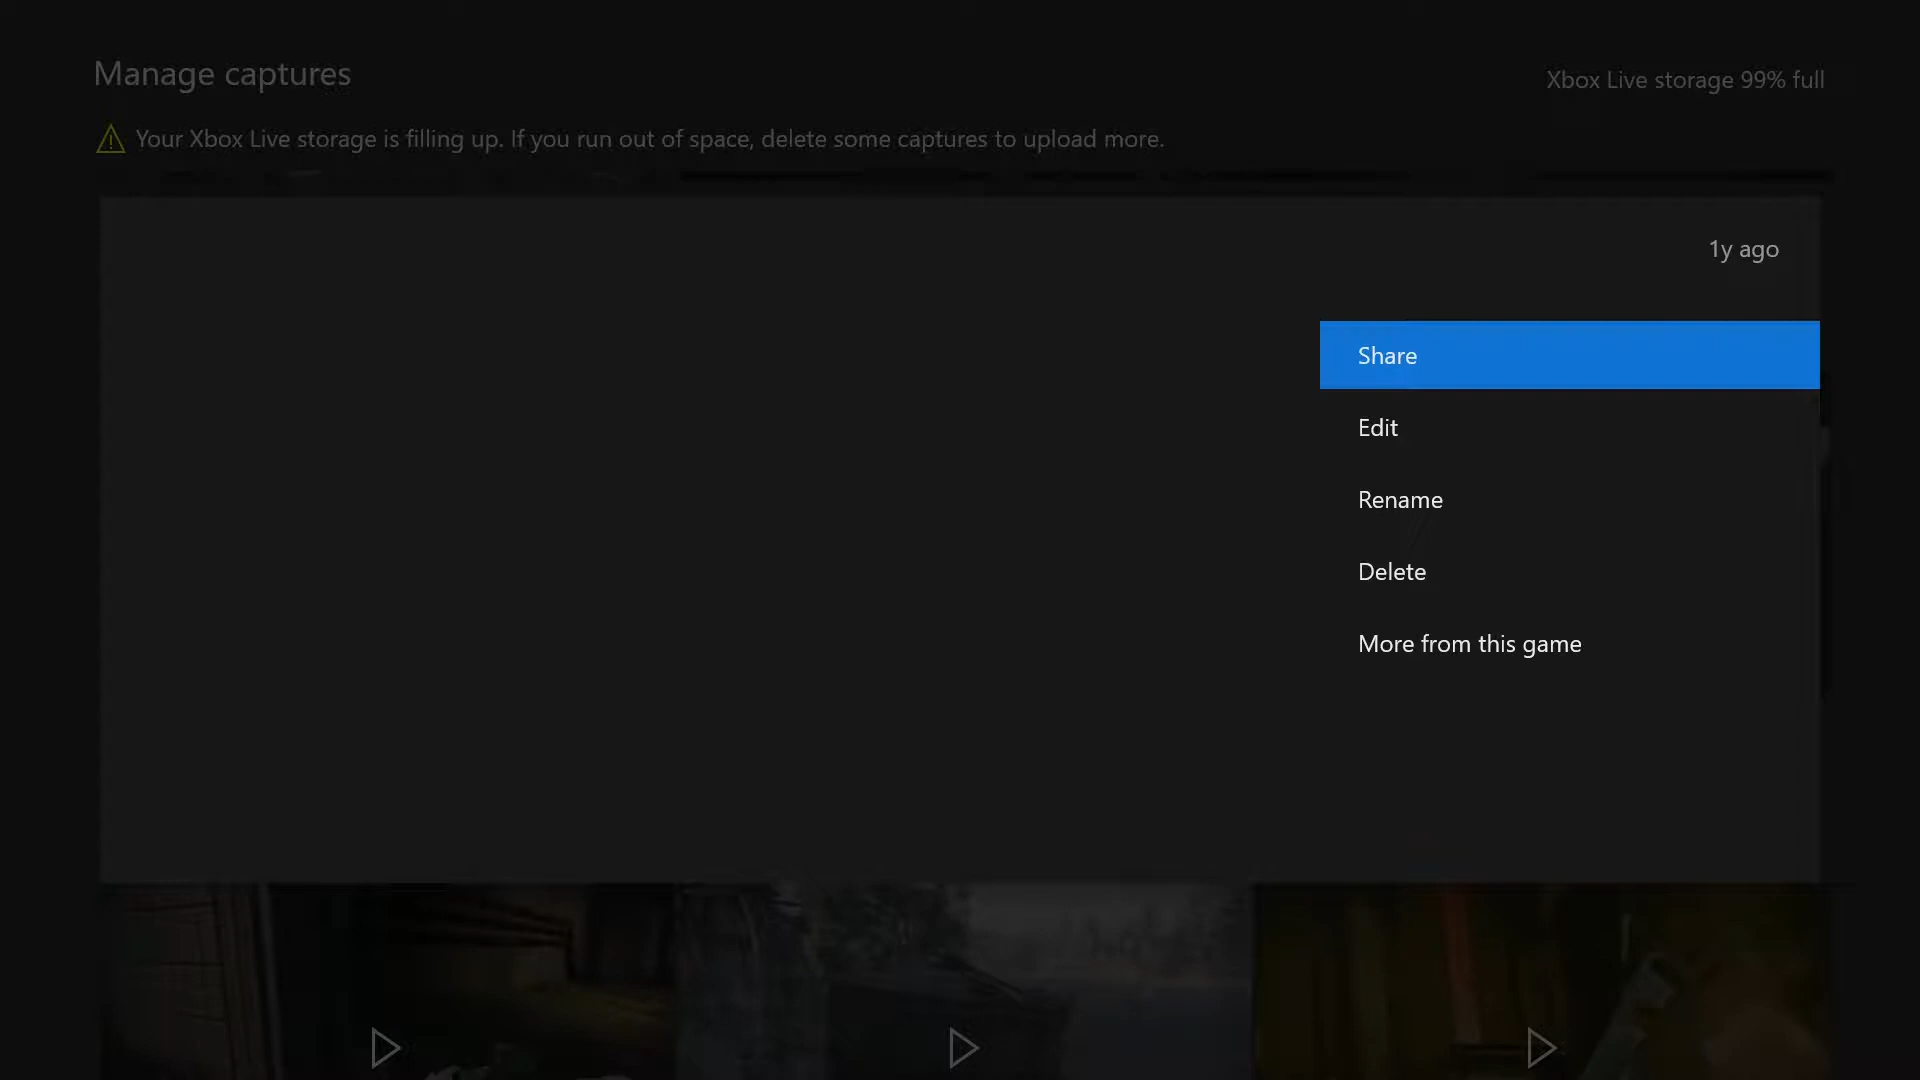 Manage captures
Xbox Live storage 99% full
Your Xbox Live storage is filling up. If you run out of space, delete some captures to upload more.
1y ago
Share
Edit
Rename
Delete
More from this game